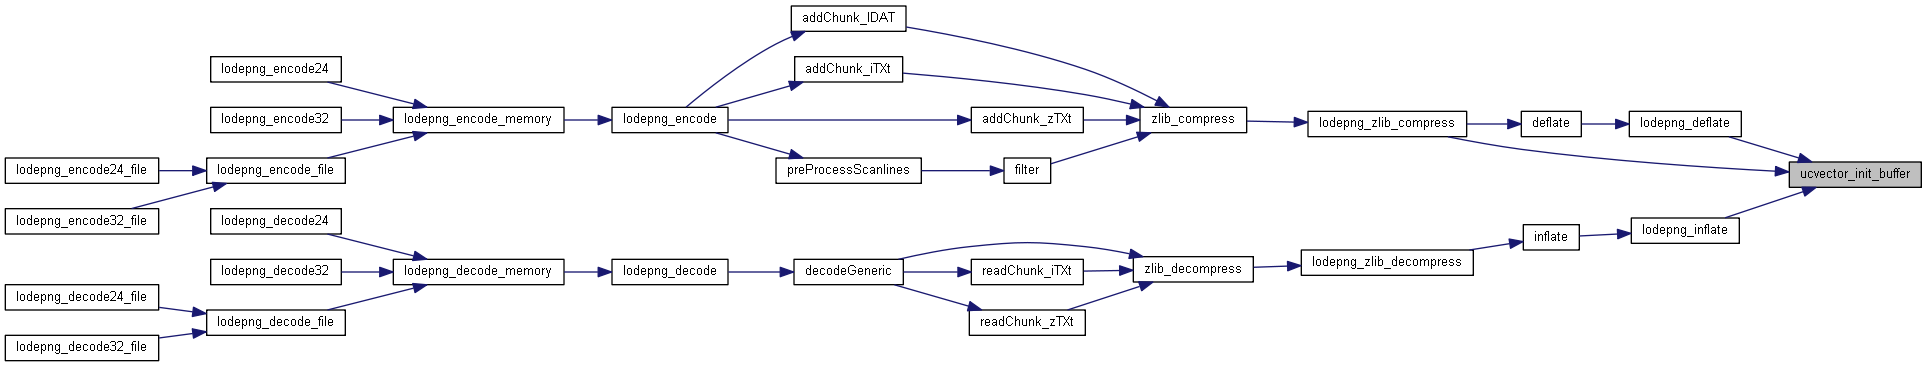 addChunk_IDAT
lodepng_encode24
addChunk_iTXt
lodepng_encode32
lodepng_encode_memory
lodepng_encode
addChunk_zTXt
zlib_compress
lodepng_zlib_compress
deflate
lodepng_deflate
lodepng_encode24_file
lodepng_encode_file
preProcessScanlines
filter
ucvector_init_buffer
lodepng_encode32_file
lodepng_decode24
lodepng_inflate
inflate
lodepng_decode32
lodepng_decode_memory
lodepng_decode
decodeGeneric
readChunk_iTXt
zlib_decompress
lodepng_zlib_decompress
lodepng_decode24_file
lodepng_decode_file
readChunk_zTXt
lodepng_decode32_file